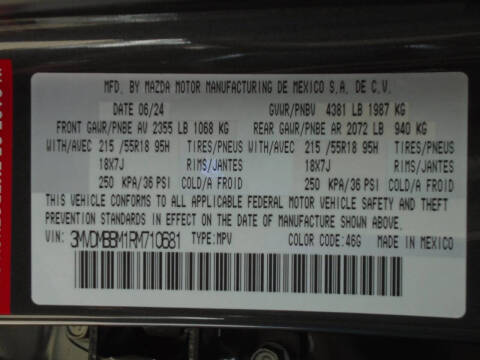 MFD. BY MAZDA MOTOR MANUFACTURING DE MEXICO S.A. DE C.V.
DATE 06/24 GVWR/PNBV 4381 LB 1987 KG
FRONT GAWR/PNBE AV 2355 LB 1068 KG REAR GAWR/PNBE AR 2072 LB 940 KG
WITH/AVEC 215 /55R18 95H TIRES/PNEUS WITH/AVEC 215 /55R18 95H TIRES/PNEUS
18X7J RIMS/JANTES 18X7J RIMS/JANTES
250 KPA/36 PSI COLD/A FROID 250 KPA/36 PSI COLD/A FROID
THIS VEHICLE CONFORMS TO ALL APPLICABLE FEDERAL MOTOR VEHICLE SAFETY AND THEFT
PREVENTION STANDARDS IN EFFECT ON THE DATE OF MANUFACTURE SHOWN ABOVE.
VIN: 3MVDMBBM1RM710681 TYPE:MPV COLOR CODE:46G MADE IN MEXICO